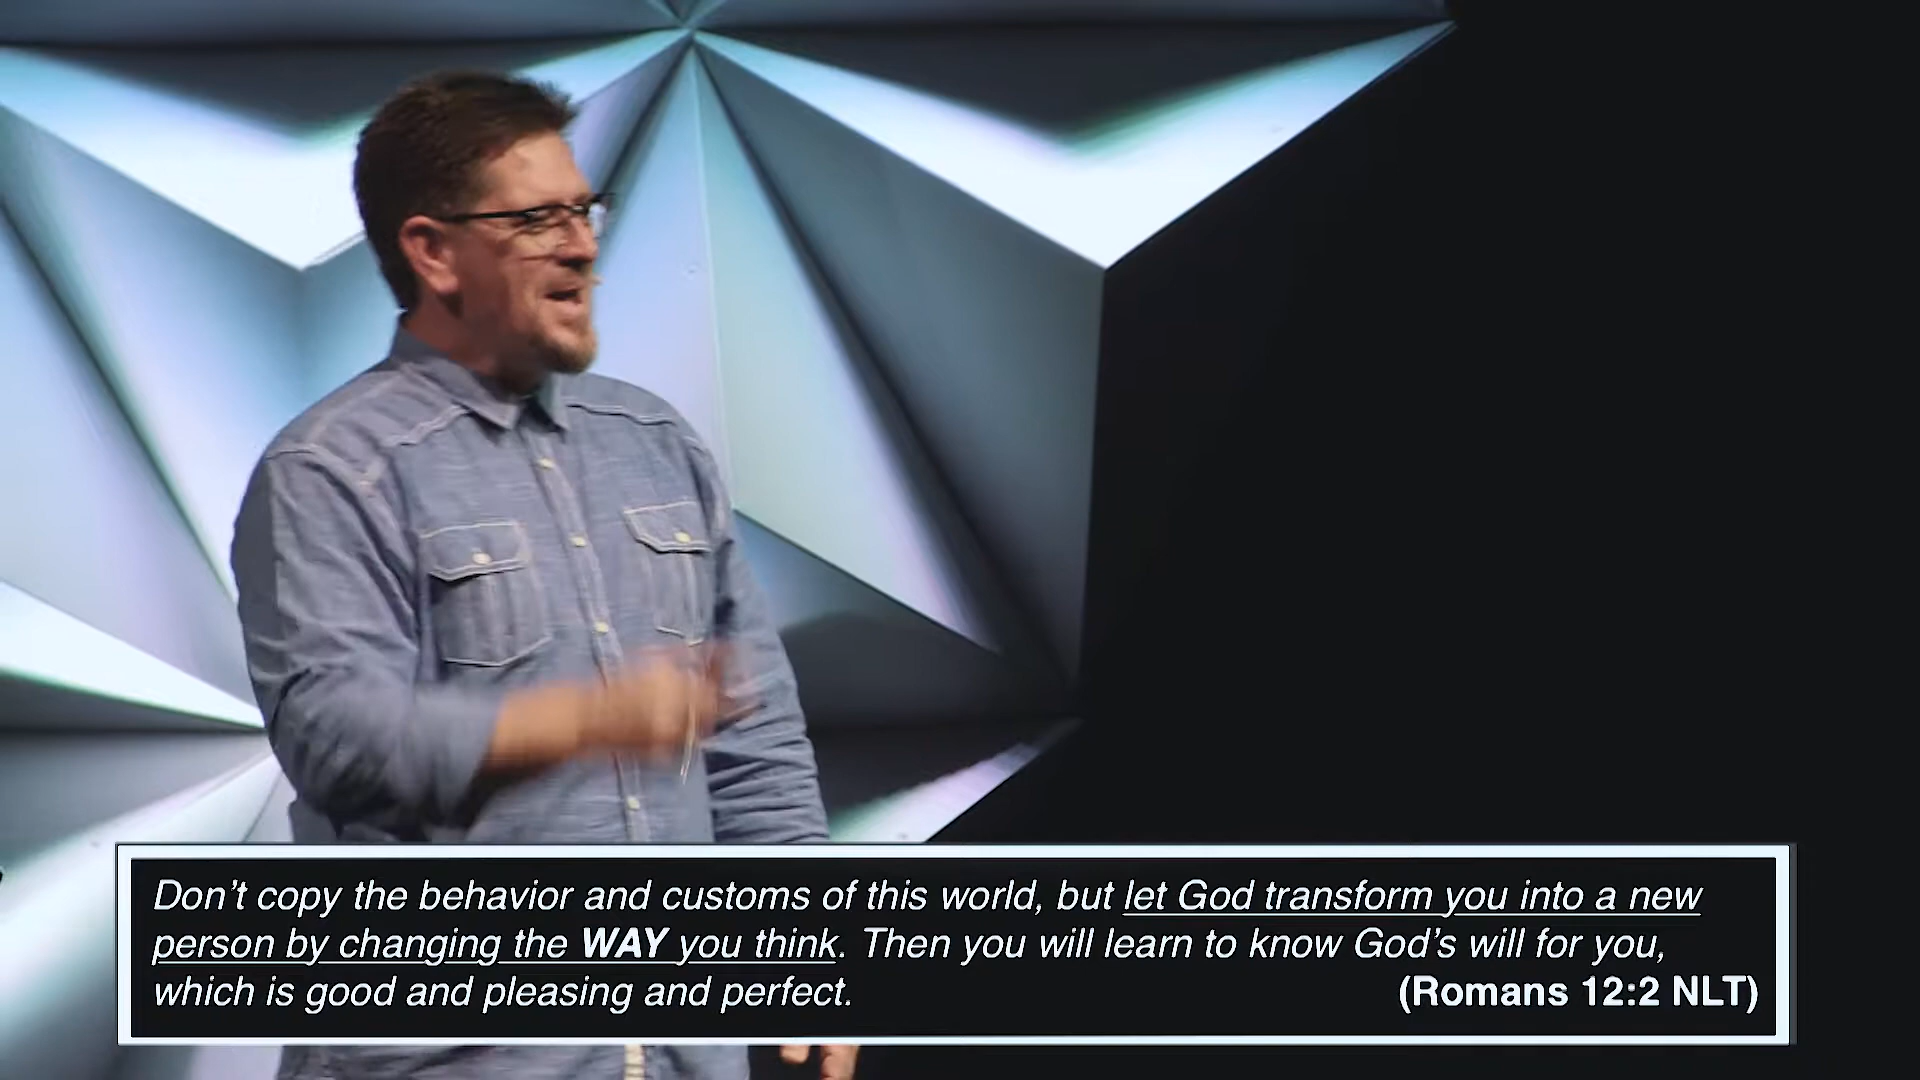 Don’t copy the behavior and customs of this world, but let God transform you into a new
person by changing the WAY you think. Then you will learn to know God’s will for you,
which is good and pleasing and perfect. (Romans 12:2 NLT)